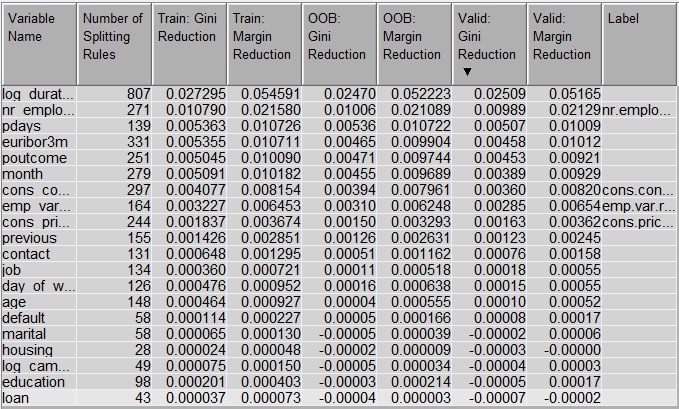 Variable Name Number of Splitting Rules Train: Gini Reduction Train: Margin Reduction OOB: Gini Reduction OOB: Margin Reduction Valid: Gini Reduction ▼ Valid: Margin Reduction Label
log_durat... 807 0.027295 0.054591 0.02470 0.052223 0.02509 0.05165
nr_emplo... 271 0.010790 0.021580 0.01006 0.021089 0.00989 0.02129 nr.emplo...
pdays 139 0.005363 0.010726 0.00536 0.010722 0.00507 0.01009
euribor3m 331 0.005355 0.010711 0.00465 0.009904 0.00458 0.01012
poutcome 251 0.005045 0.010090 0.00471 0.009744 0.00453 0.00921
month 279 0.005091 0.010182 0.00455 0.009689 0.00389 0.00929
cons_co... 297 0.004077 0.008154 0.00394 0.007961 0.00360 0.00820 cons.con...
emp_var... 164 0.003227 0.006453 0.00310 0.006248 0.00285 0.00654 emp.var.r...
cons_pri... 244 0.001837 0.003674 0.00150 0.003293 0.00163 0.00362 cons.pric...
previous 155 0.001426 0.002851 0.00126 0.002631 0.00123 0.00245
contact 131 0.000648 0.001295 0.00051 0.001162 0.00076 0.00158
job 134 0.000360 0.000721 0.00011 0.000518 0.00018 0.00055
day_of_w... 126 0.000476 0.000952 0.00016 0.000638 0.00015 0.00055
age 148 0.000464 0.000927 0.00004 0.000555 0.00010 0.00052
default 58 0.000114 0.000227 0.00005 0.000166 0.00008 0.00017
marital 58 0.000065 0.000130 -0.00005 0.000039 -0.00002 0.00006
housing 28 0.000024 0.000048 -0.00002 0.000009 -0.00003 -0.00000
log_cam... 49 0.000075 0.000150 -0.00005 0.000034 -0.00004 0.00003
education 98 0.000201 0.000403 -0.00003 0.000214 -0.00005 0.00017
loan 43 0.000037 0.000073 -0.00004 0.000003 -0.00007 -0.00002